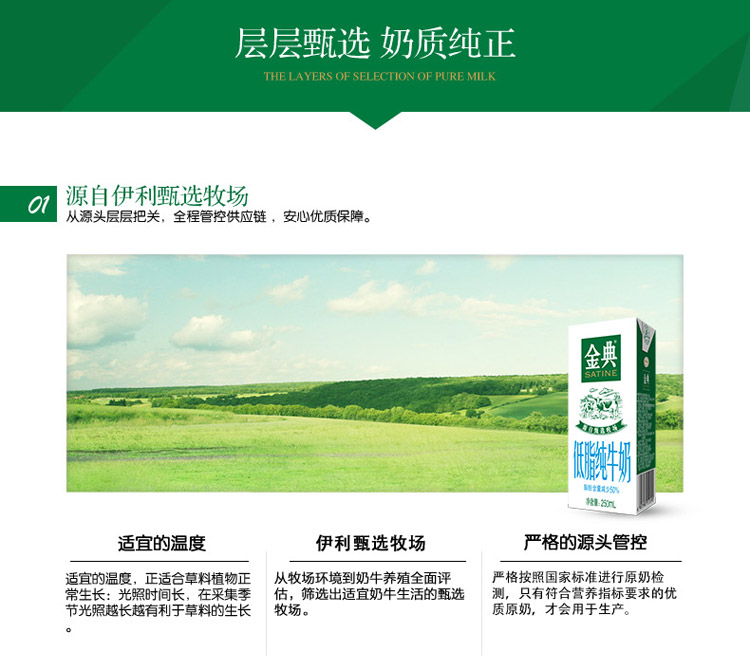 层层甄选 奶质纯正
THE LAYERS OF SELECTION OF PURE MILK
01
源自伊利甄选牧场
从源头层层把关，全程管控供应链 ，安心优质保障。
金典
SATINE
源自甄选牧场
低脂纯牛奶
脂肪含量减少50%
净含量：250mL
金典
适宜的温度
适宜的温度，正适合草料植物正
常生长；光照时间长，在采集季
节光照越长越有利于草料的生长
。
伊利甄选牧场
从牧场环境到奶牛养殖全面评
估，筛选出适宜奶牛生活的甄选
牧场。
严格的源头管控
严格按照国家标准进行原奶检
测，只有符合营养指标要求的优
质原奶，才会用于生产。